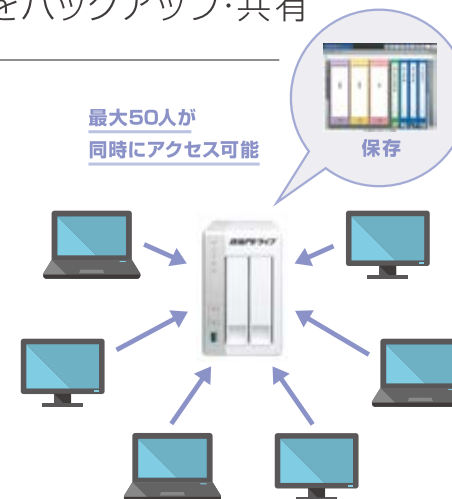 をバックアップ・共有
最大50人が
同時にアクセス可能
保存